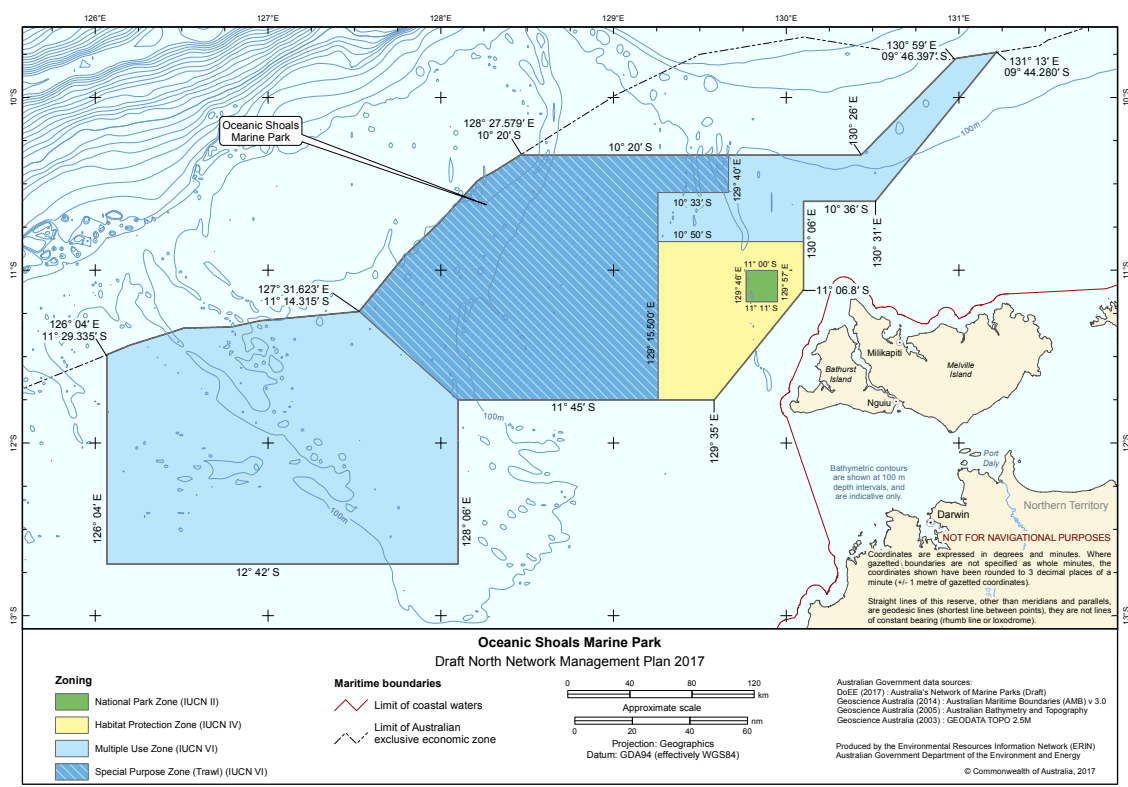 126°E
127°E
128°E
129°E
130°E
131°E
130° 59′ E
09° 46.397′ S
131° 13′ E
09° 44.280′ S
10°S
10°S
Oceanic Shoals
Marine Park
128° 27.579′ E
10° 20′ S
130° 26′ E
100m
10° 20′ S
129° 40′ E
10° 33′ S
10° 36′ S
130° 06′ E
130° 31′ E
10° 50′ S
11°S
11°S
11° 00′ S
129° 46′ E
129° 57′ E
11° 11′ S
11° 06.8′ S
127° 31.623′ E
11° 14.315′ S
126° 04′ E
11° 29.335′ S
129° 15.500′ E
Milikapiti
Bathurst
Island
Melville
Island
Nguiu
11° 45′ S
100m
129° 35′ E
12°S
12°S
Port
Daly
Bathymetric contours
are shown at 100 m
depth intervals, and
are indicative only.
126° 04′ E
128° 06′ E
100m
Northern Territory
Darwin
NOT FOR NAVIGATIONAL PURPOSES
12° 42′ S
Coordinates are expressed in degrees and minutes. Where
gazetted boundaries are not specified as whole minutes, the
coordinates shown have been rounded to 3 decimal places of a
minute (+/- 1 metre of gazetted coordinates).
Straight lines of this reserve, other than meridians and parallels,
are geodesic lines (shortest line between points), they are not lines
of constant bearing (rhumb line or loxodrome).
13°S
13°S
Oceanic Shoals Marine Park
Draft North Network Management Plan 2017
Zoning
National Park Zone (IUCN II)
Habitat Protection Zone (IUCN IV)
Multiple Use Zone (IUCN VI)
Special Purpose Zone (Trawl) (IUCN VI)
Maritime boundaries
Limit of coastal waters
Limit of Australian
exclusive economic zone
0 40 80 120
km
Approximate scale
nm
0 20 40 60
Projection: Geographics
Datum: GDA94 (effectively WGS84)
Australian Government data sources:
DoEE (2017) : Australia's Network of Marine Parks (Draft)
Geoscience Australia (2014) : Australian Maritime Boundaries (AMB) v 3.0
Geoscience Australia (2005) : Australian Bathymetry and Topography
Geoscience Australia (2003) : GEODATA TOPO 2.5M
Produced by the Environmental Resources Information Network (ERIN)
Australian Government Department of the Environment and Energy
© Commonwealth of Australia, 2017